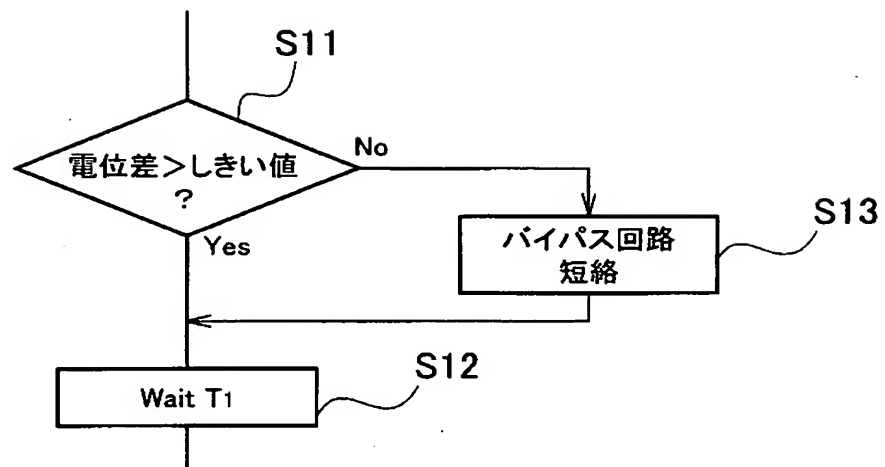 S11
電位差>しきい値
?
No
Yes
S13
バイパス回路
短絡
S12
Wait T1